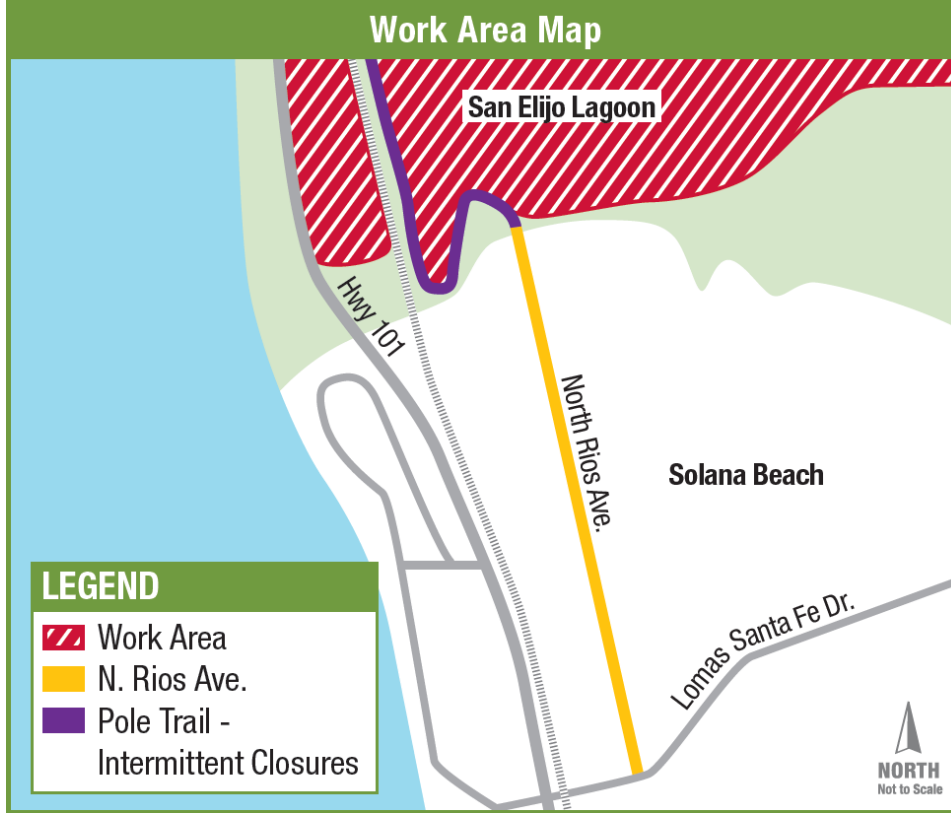 Work Area Map
San Elijo Lagoon
Hwy 101
North Rios Ave.
Solana Beach
Lomas Santa Fe Dr.
LEGEND
Work Area
N. Rios Ave.
Pole Trail -
Intermittent Closures
NORTH
Not to Scale